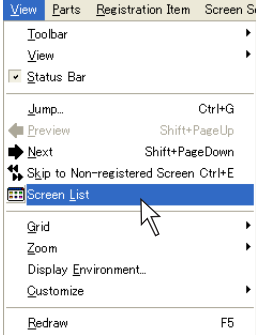 View Parts Registration Item Screen S
Toolbar
View
Status Bar
Jump... Ctrl+G
Preview Shift+PageUp
Next Shift+PageDown
Skip to Non-registered Screen Ctrl+E
Screen List
Grid
Zoom
Display Environment...
Customize
Redraw F5